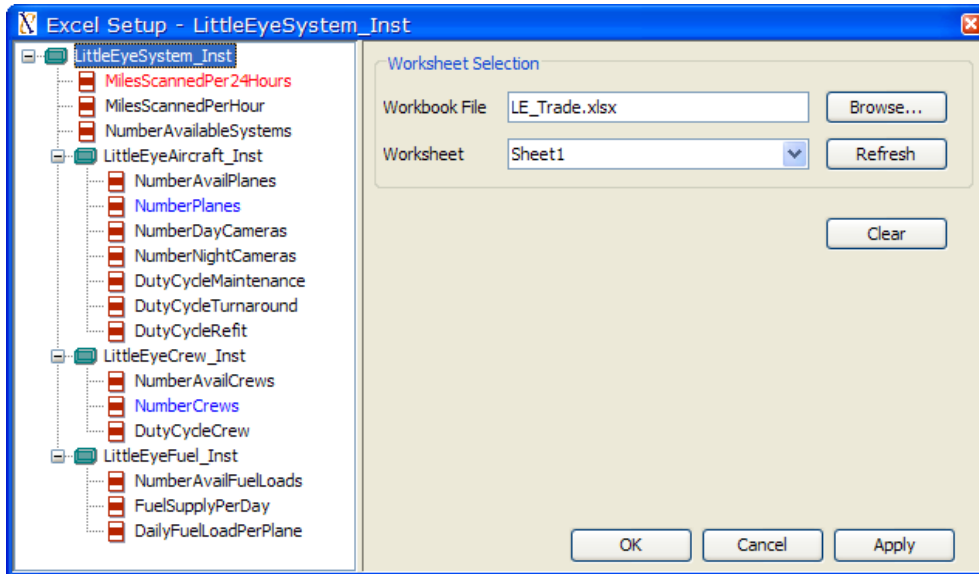 Excel Setup - LittleEyeSystem_Inst
LittleEyeSystem_Inst
MilesScannedPer24Hours
MilesScannedPerHour
NumberAvailableSystems
LittleEyeAircraft_Inst
NumberAvailPlanes
NumberPlanes
NumberDayCameras
NumberNightCameras
DutyCycleMaintenance
DutyCycleTurnaround
DutyCycleRefit
LittleEyeCrew_Inst
NumberAvailCrews
NumberCrews
DutyCycleCrew
LittleEyeFuel_Inst
NumberAvailFuelLoads
FuelSupplyPerDay
DailyFuelLoadPerPlane
Worksheet Selection
Workbook File LE_Trade.xlsx Browse...
Worksheet Sheet1 Refresh
Clear
OK Cancel Apply